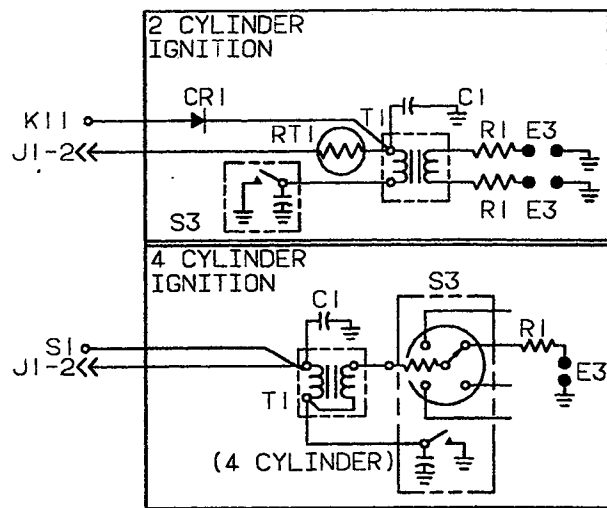 2 CYLINDER
IGNITION
CR1
T1
C1
K11
RT1
R1 E3
J1-2
R1 E3
S3
4 CYLINDER
IGNITION
S3
C1
S1
R1
J1-2
E3
T1
(4 CYLINDER)